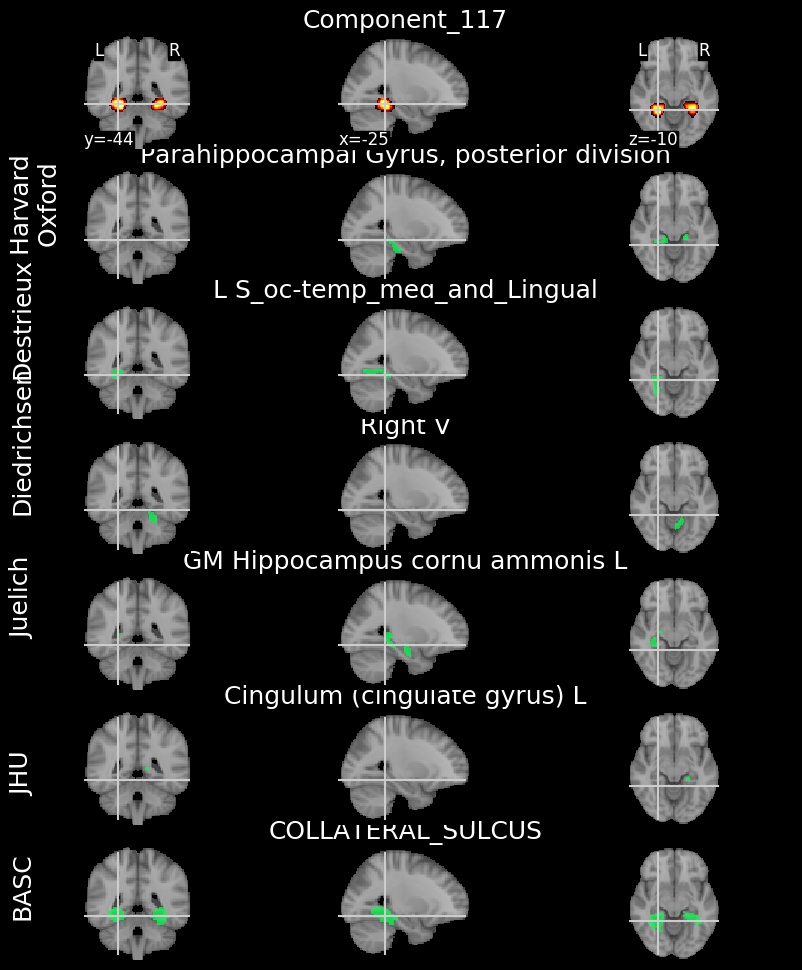 Component_117
L R
L R
y=-44
x=-25
z=-10
Harvard
Oxford
Parahippocampal Gyrus, posterior division
Destrieux
L S_oc-temp_med_and_Lingual
Diedrichsen
Right V
Juelich
GM Hippocampus cornu ammonis L
JHU
Cingulum (cingulate gyrus) L
BASC
COLLATERAL_SULCUS